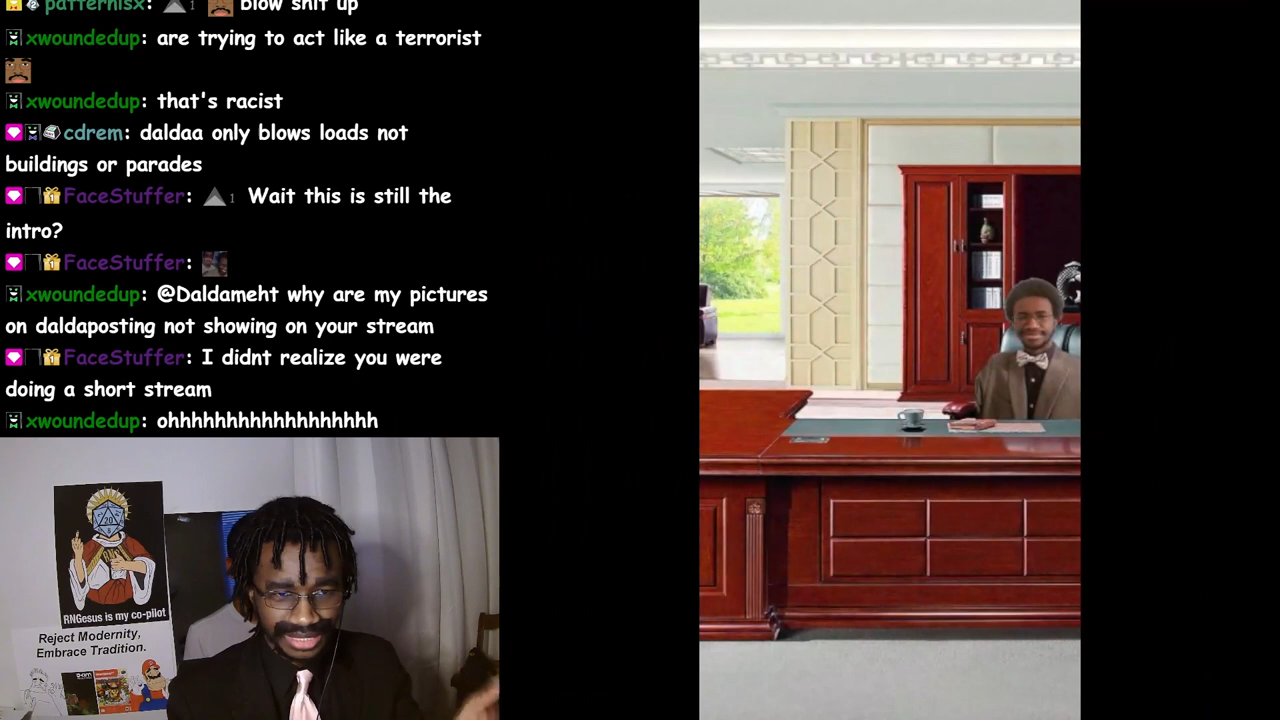 patternisx: 1 blow shit up
xwoundedup: are trying to act like a terrorist
xwoundedup: that's racist
cdrem: daldaa only blows loads not
buildings or parades
FaceStuffer: 1 Wait this is still the
intro?
FaceStuffer:
xwoundedup: @Daldameht why are my pictures
on daldaposting not showing on your stream
FaceStuffer: I didnt realize you were
doing a short stream
xwoundedup: ohhhhhhhhhhhhhhhhhh
20
RNGesus is my co-pilot
Reject Modernity,
Embrace Tradition.